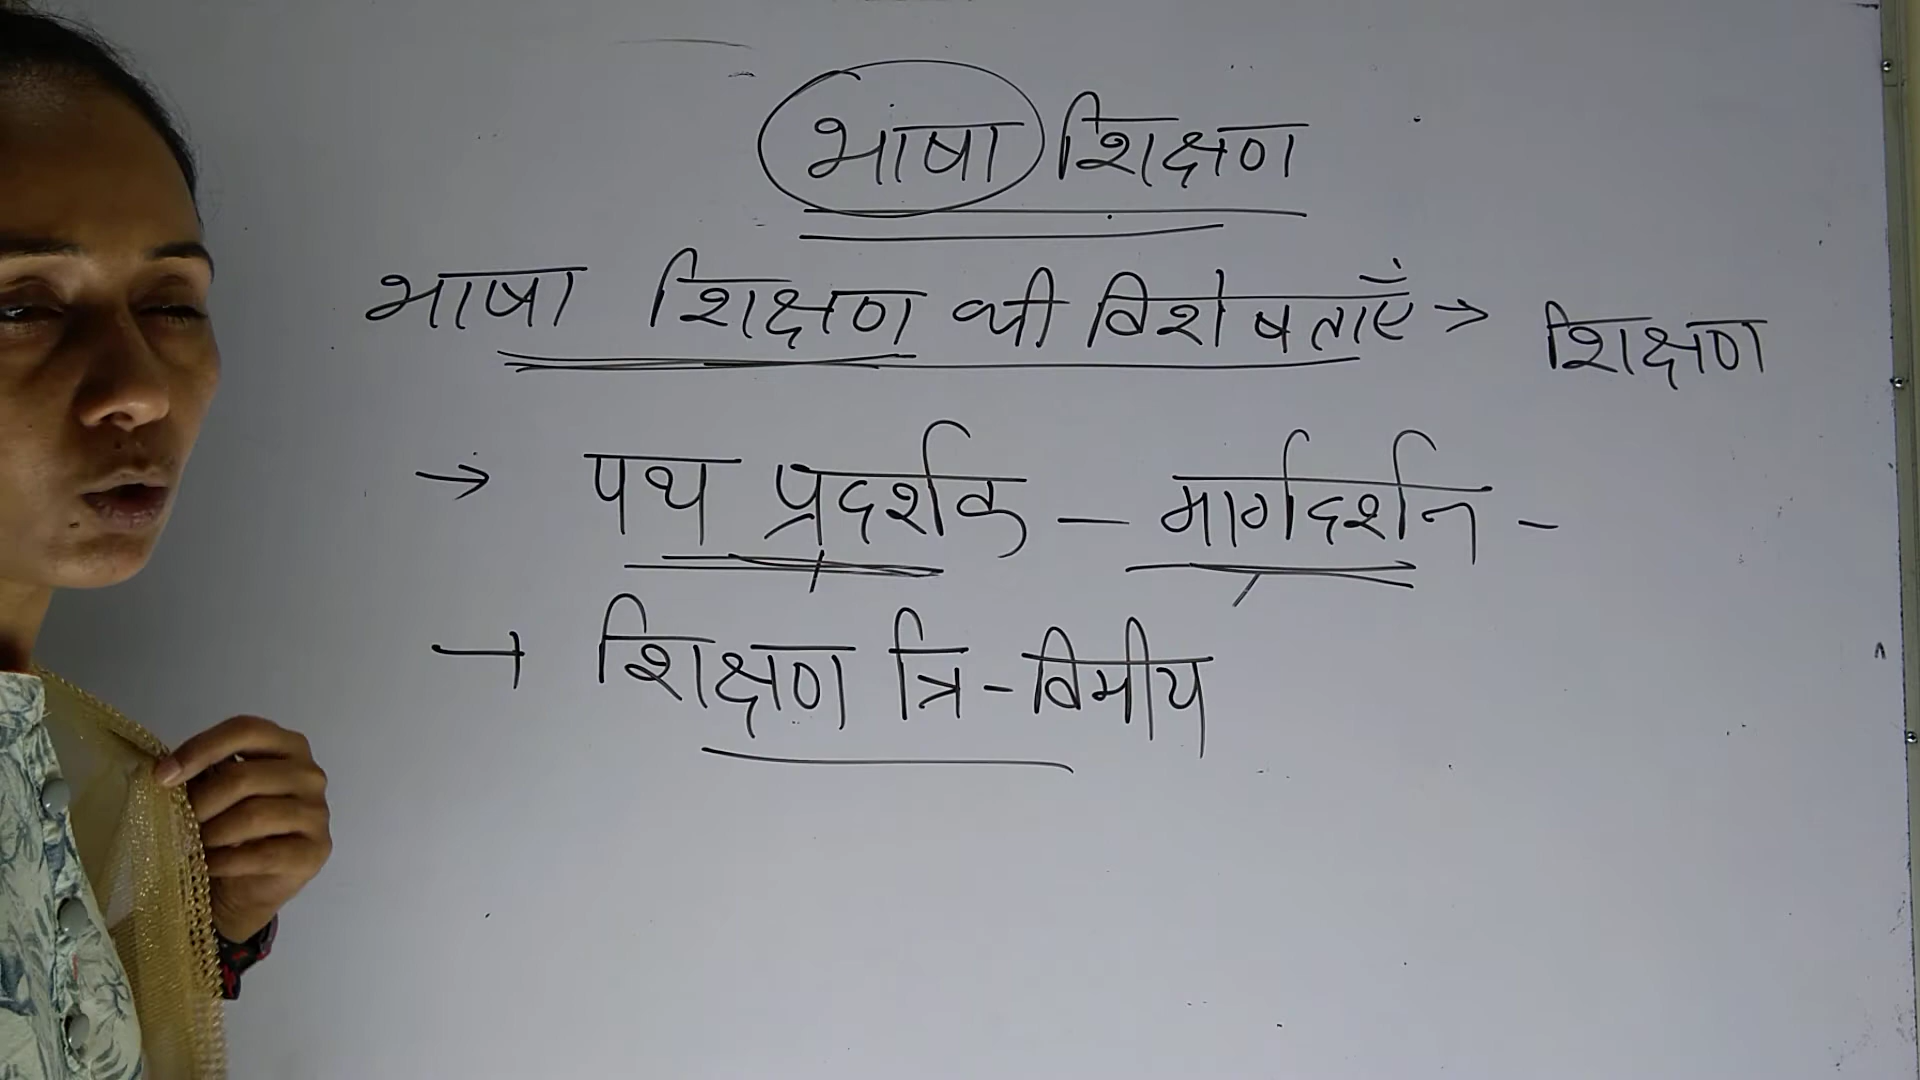 भाषा शिक्षण
भाषा शिक्षण की विशेषताएँ → शिक्षण
→ पथ प्रदर्शक — मार्गदर्शन -
→ शिक्षण त्रि-विमीय